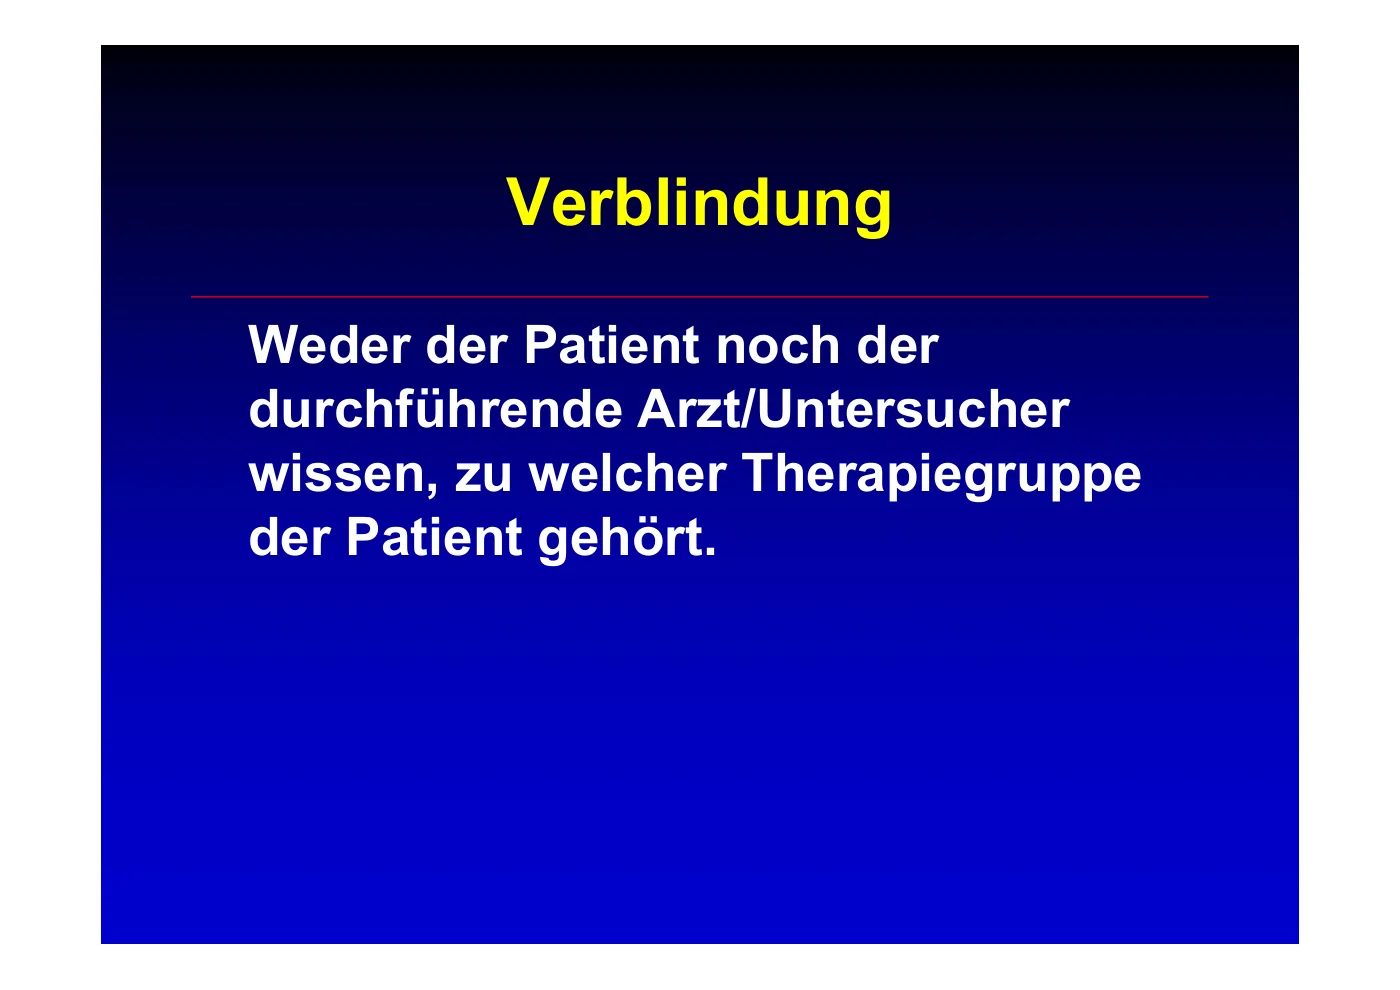 Verblindung
Weder der Patient noch der
durchführende Arzt/Untersucher
wissen, zu welcher Therapiegruppe
der Patient gehört.